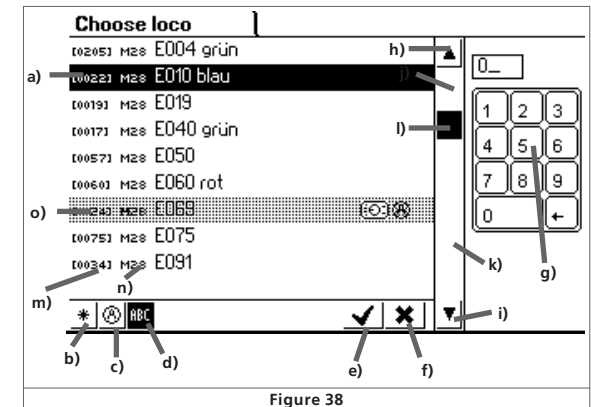 Choose loco
[0205] M28 E004 grün
[0022] M28 E010 blau
[0019] M28 E019
[0017] M28 E040 grün
[0057] M28 E050
[0060] M28 E060 rot
[0024] M28 E069
[0075] M28 E075
[0034] M28 E091
ABC
0_
1 2 3
4 5 6
7 8 9
0 ←
a)
b)
c)
d)
e)
f)
g)
h)
i)
j)
k)
l)
m)
n)
o)
Figure 38